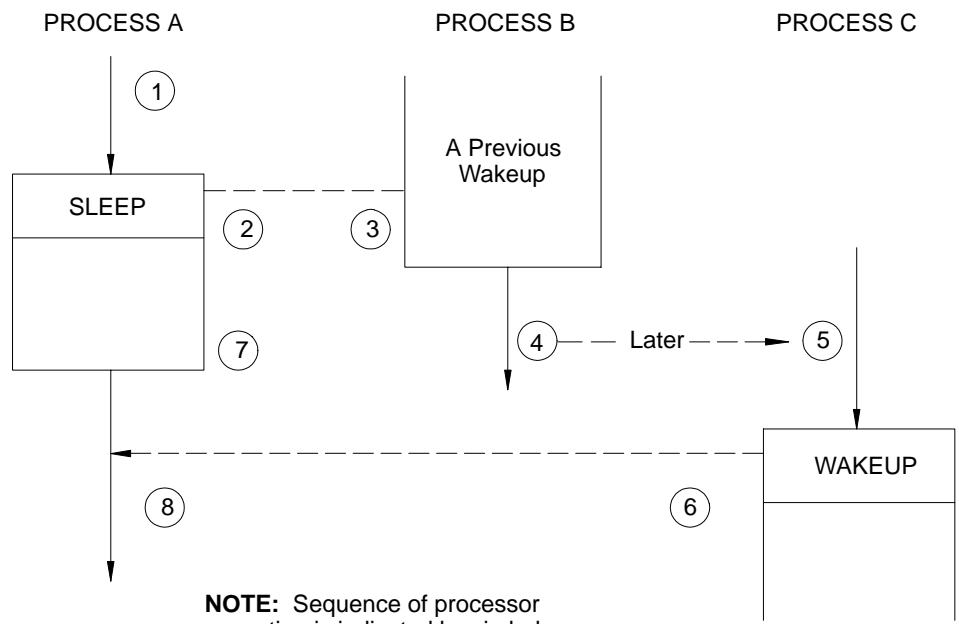 PROCESS A PROCESS B PROCESS C
1
A Previous
Wakeup
SLEEP
2 3
7
4 Later 5
WAKEUP
8 6
NOTE: Sequence of processor